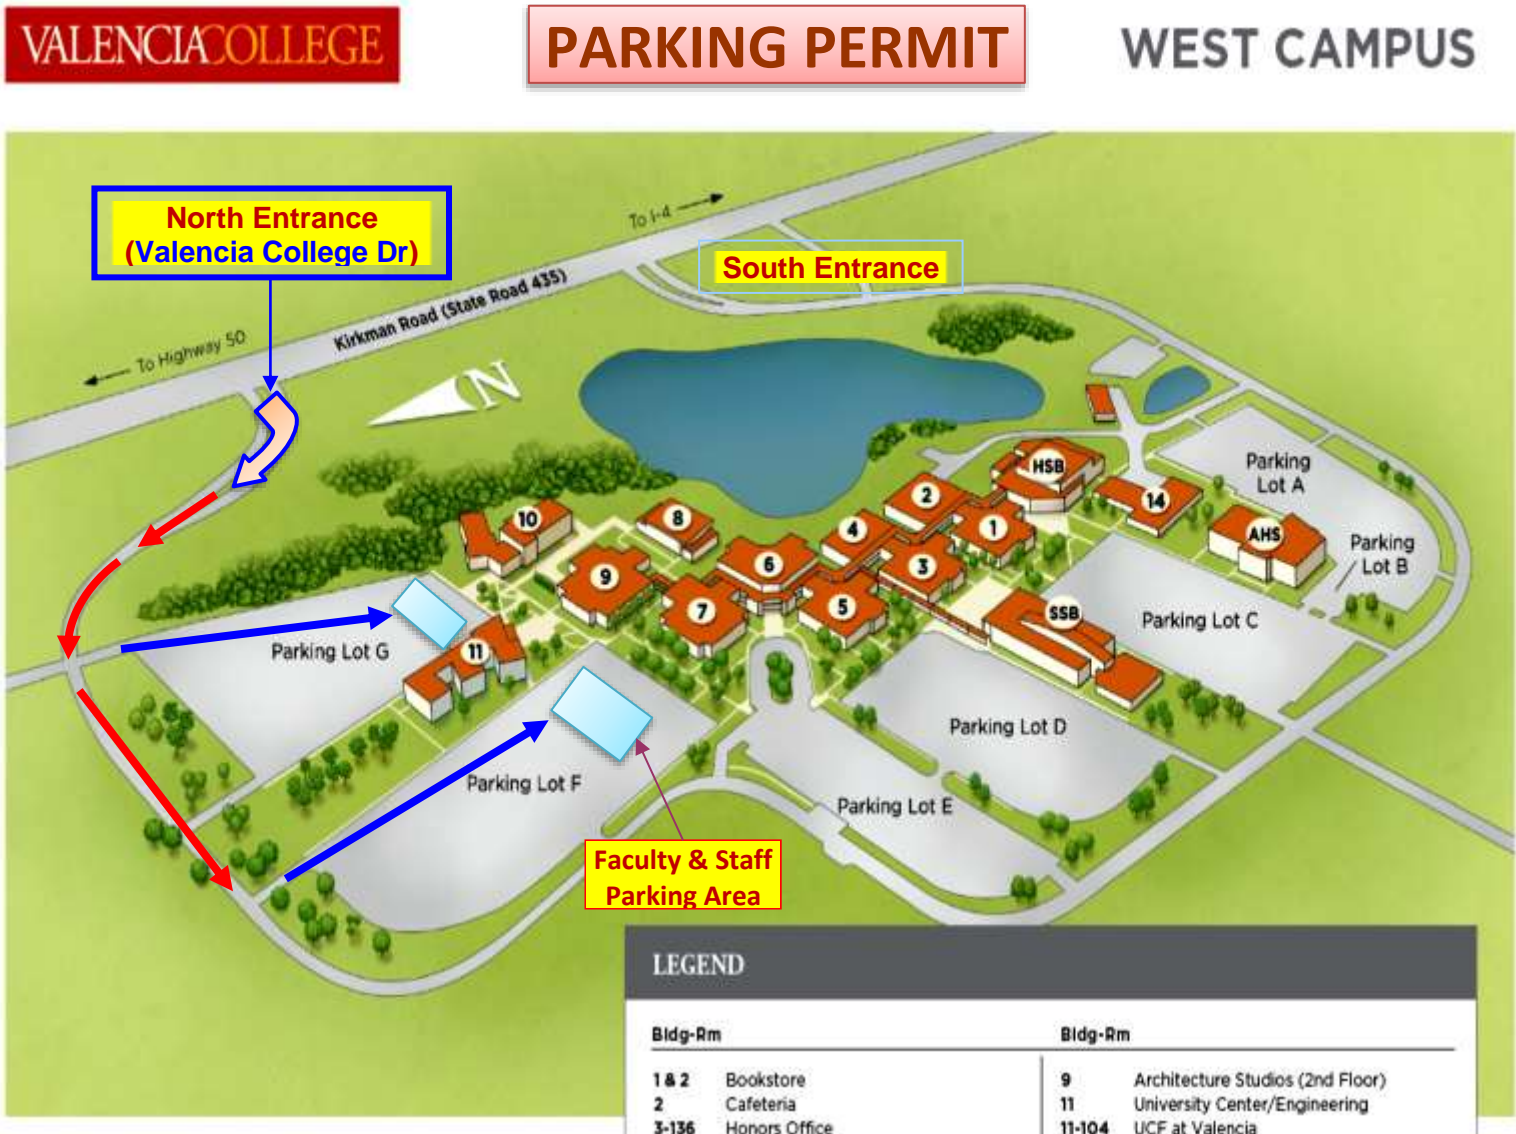 VALENCIACOLLEGE
PARKING PERMIT
WEST CAMPUS
North Entrance
(Valencia College Dr)
To I-4
South Entrance
Kirkman Road (State Road 435)
To Highway 50
N
HSB
Parking
Lot A
2
14
10
8
4
1
AHS
Parking
Lot B
9
6
3
7
5
SSB
Parking Lot C
Parking Lot G
11
Parking Lot D
Parking Lot F
Parking Lot E
Faculty & Staff
Parking Area
LEGEND
Bldg-Rm
1 & 2 Bookstore
2 Cafeteria
3-136 Honors Office
Bldg-Rm
9 Architecture Studios (2nd Floor)
11 University Center/Engineering
11-104 UCF at Valencia